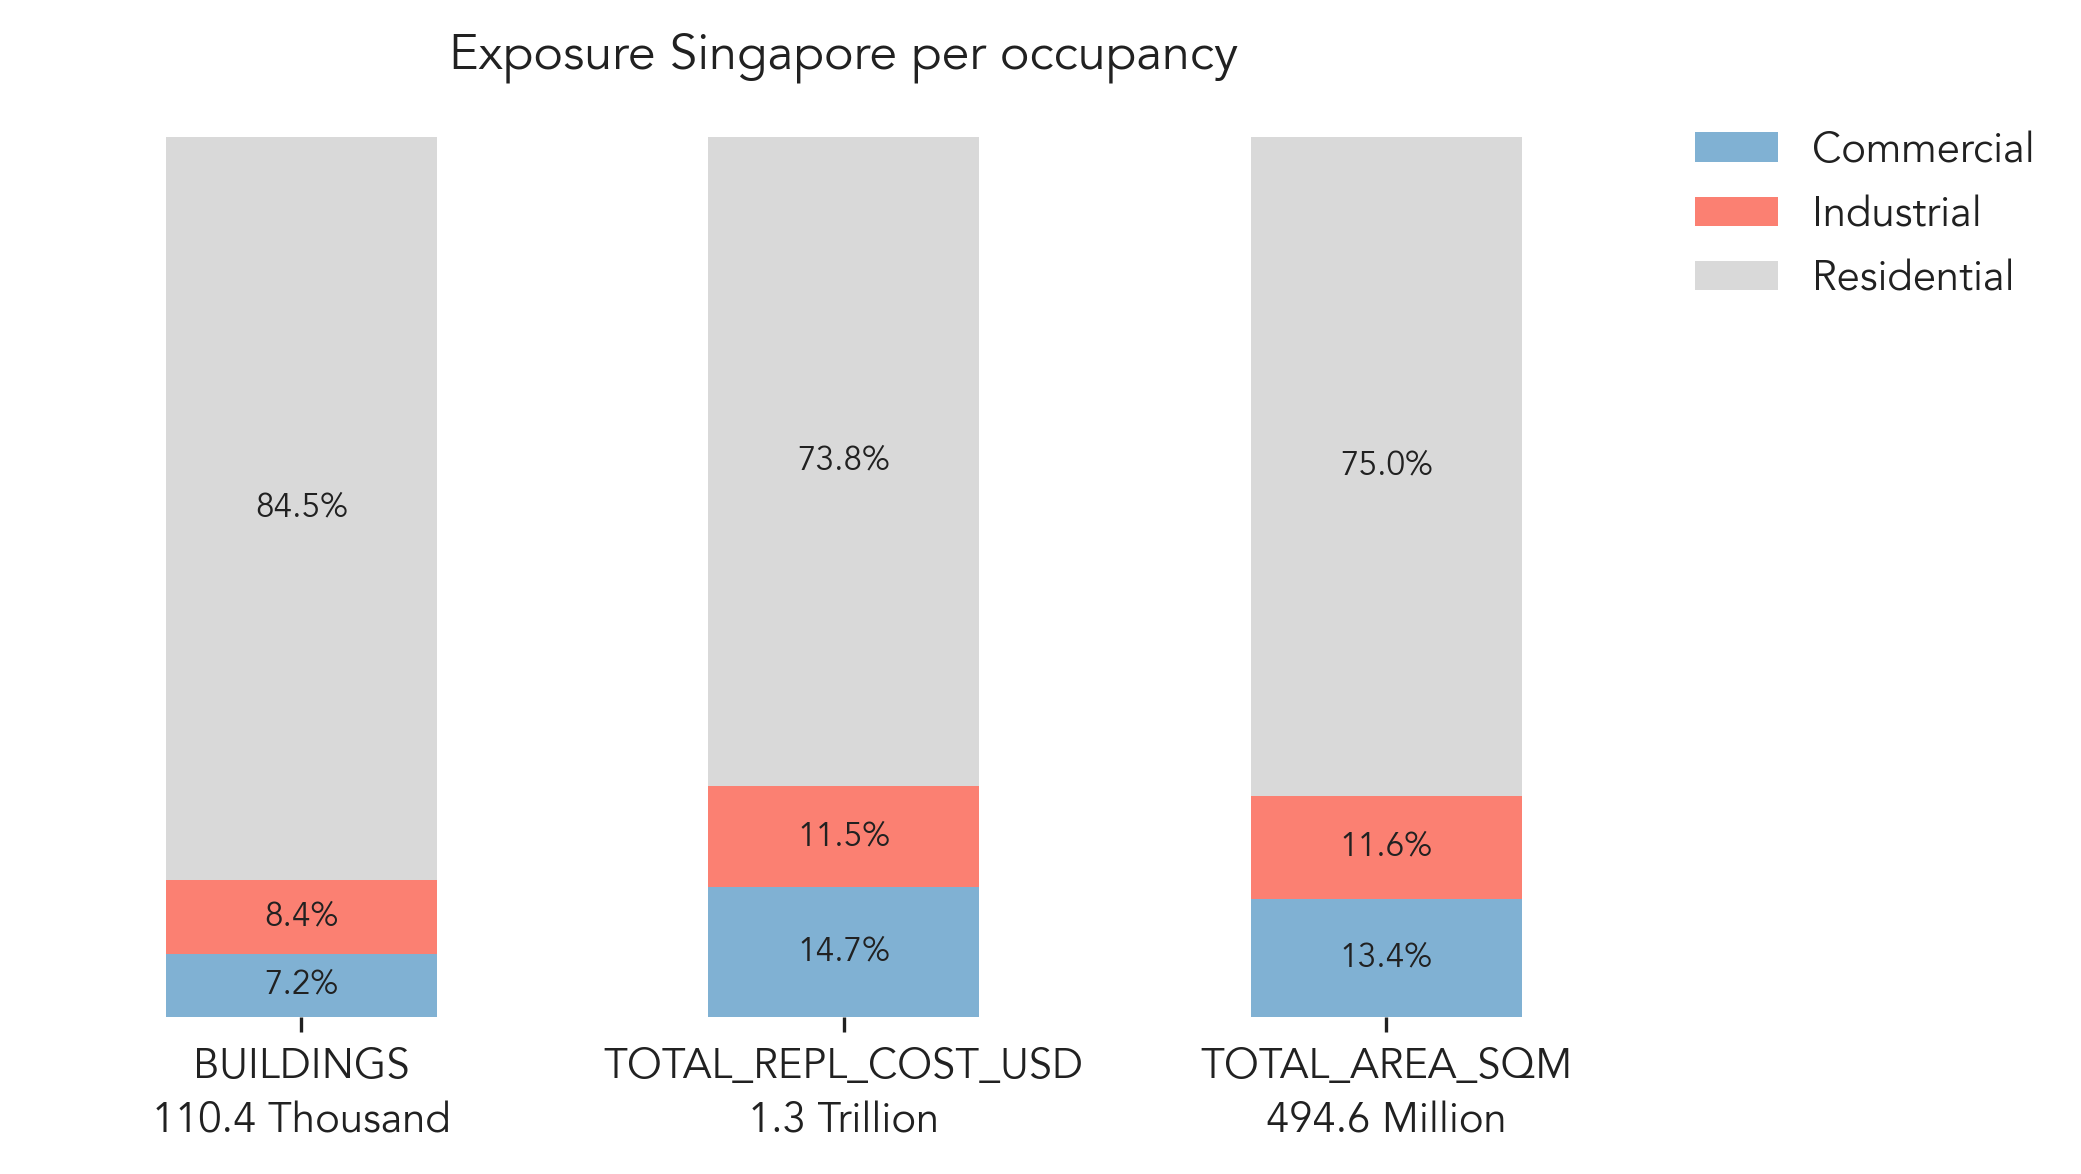 Exposure Singapore per occupancy
Commercial
Industrial
Residential
84.5%
8.4%
7.2%
73.8%
11.5%
14.7%
75.0%
11.6%
13.4%
BUILDINGS
110.4 Thousand
TOTAL_REPL_COST_USD
1.3 Trillion
TOTAL_AREA_SQM
494.6 Million